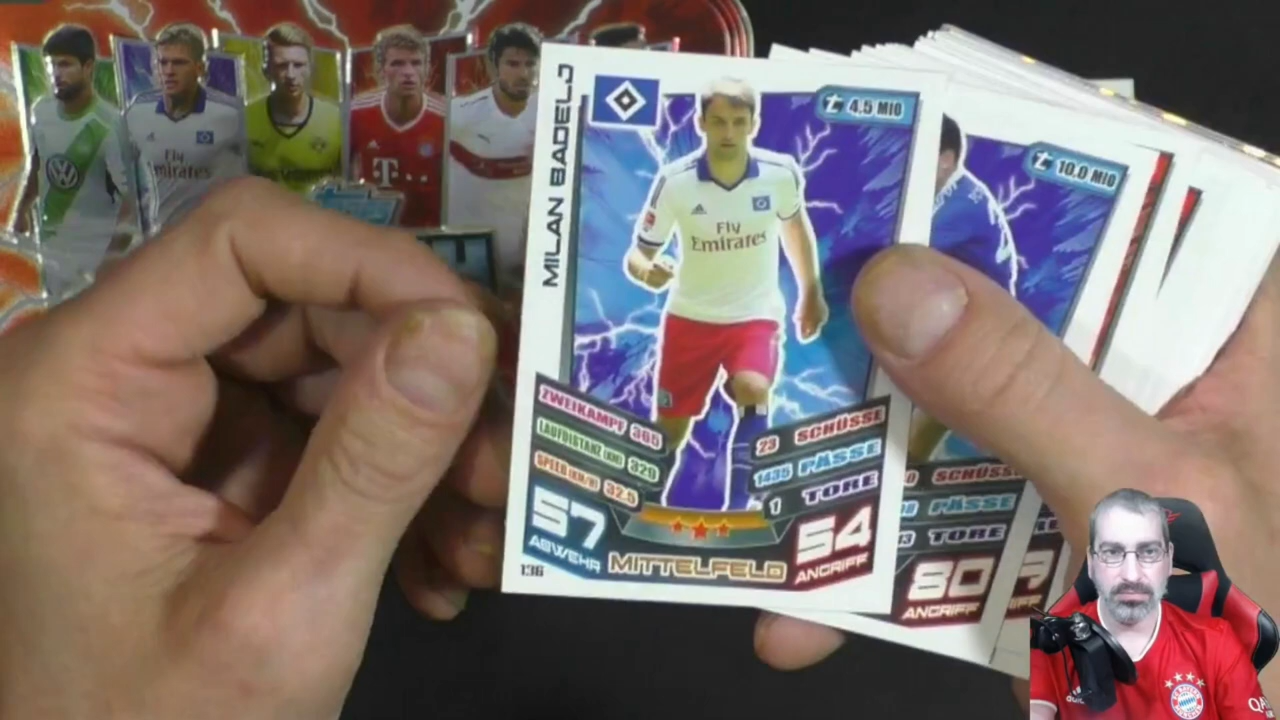 MILAN BADELJ
4,5 MIO
10,0 MIO
Fly
Emirates
Fly
Emirates
ZWEIKAMPF 365
LAUFDISTANZ (KM) 320
SPEED (KM/H) 32.5
23 SCHÜSSE
1435 PÄSSE
1 TORE
57
ABWEHR
MITTELFELD
54
ANGRIFF
136
SCHÜSSE
PÄSSE
TORE
80
ANGRIFF